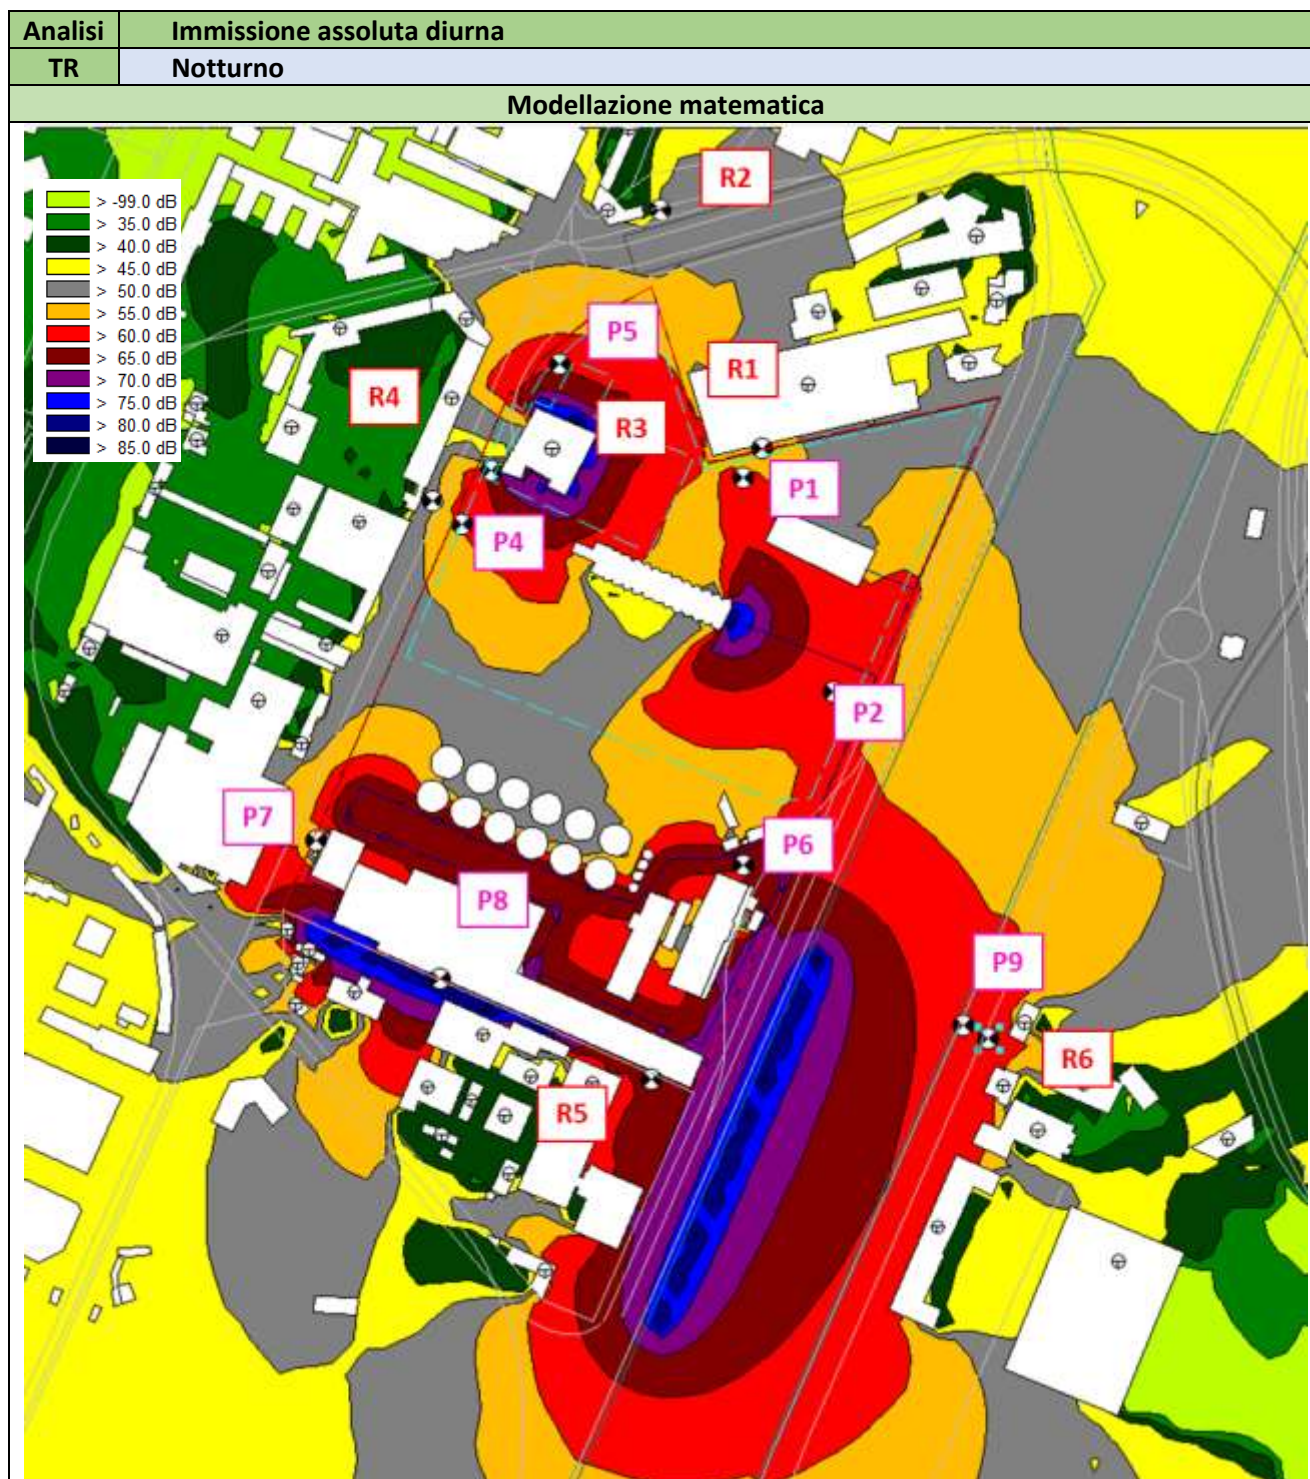 Analisi Immissione assoluta diurna
TR Notturno
Modellazione matematica
> -99.0 dB
> 35.0 dB
> 40.0 dB
> 45.0 dB
> 50.0 dB
> 55.0 dB
> 60.0 dB
> 65.0 dB
> 70.0 dB
> 75.0 dB
> 80.0 dB
> 85.0 dB
R2
P5
R1
R4
R3
P1
P4
P2
P7
P6
P8
P9
R6
R5